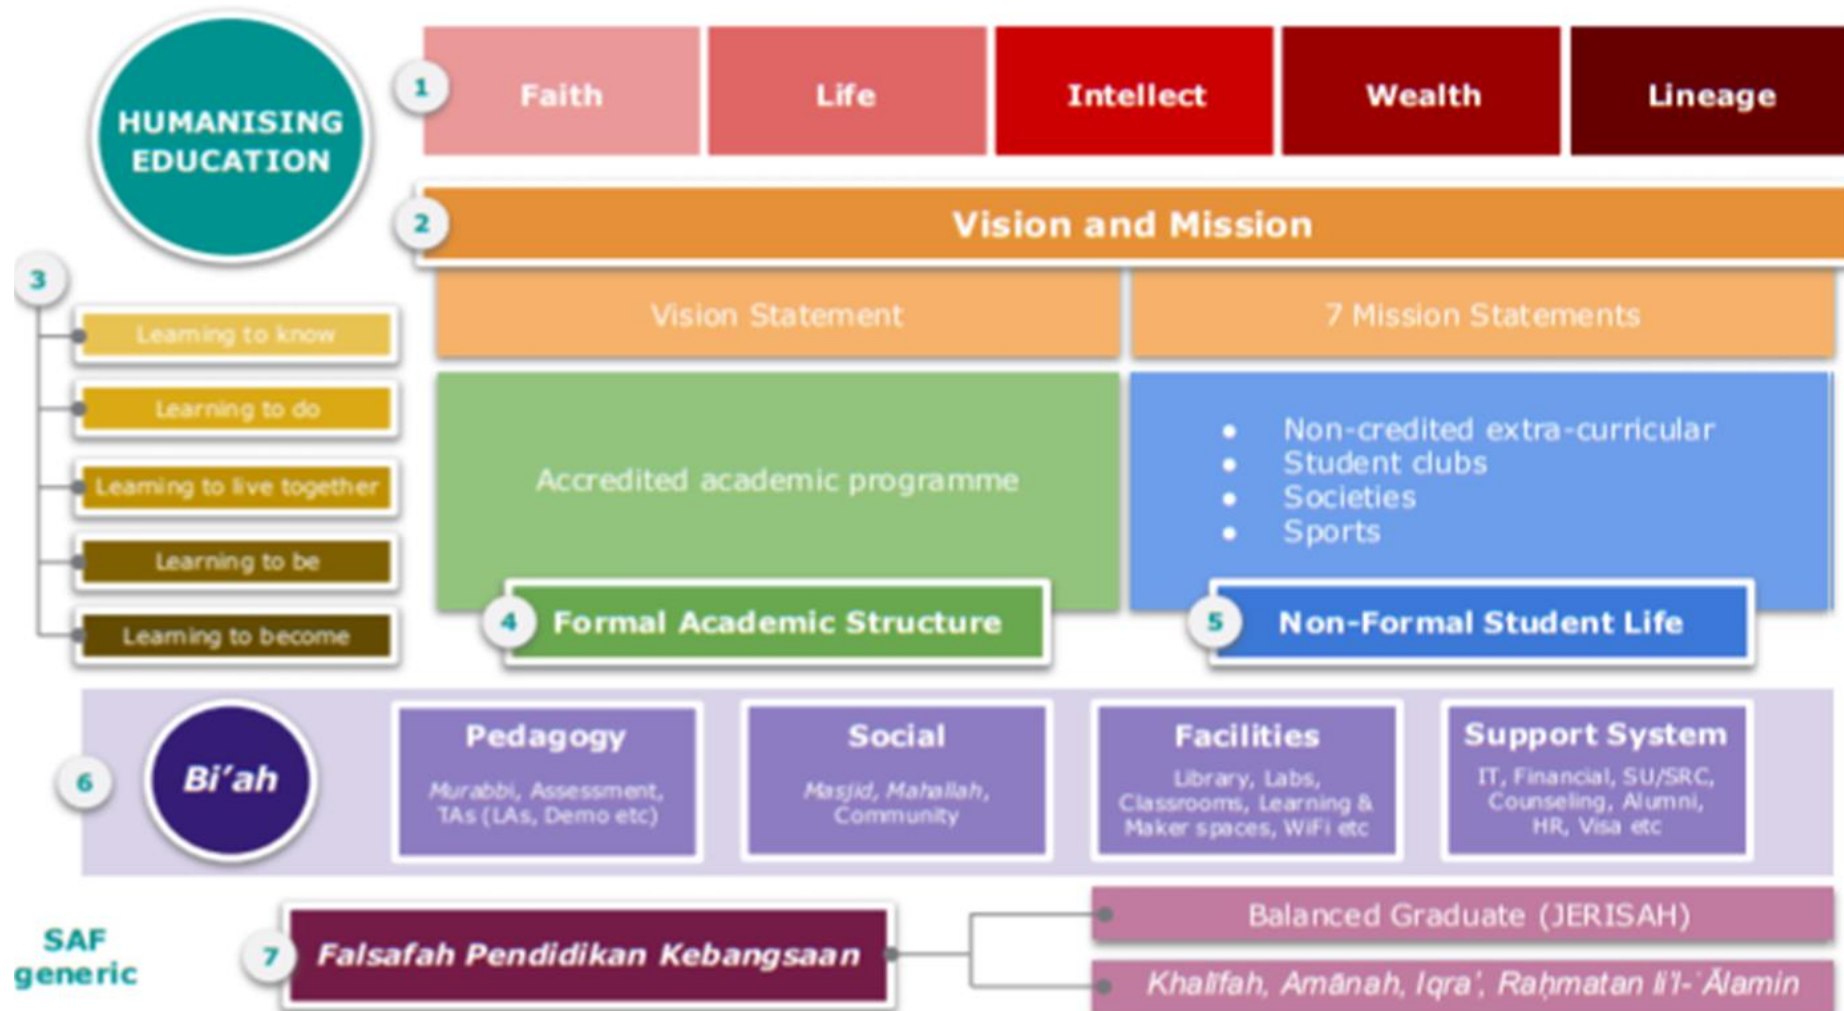 HUMANISING
EDUCATION
1
Faith
Life
Intellect
Wealth
Lineage
2
Vision and Mission
Vision Statement
7 Mission Statements
3
Learning to know
Learning to do
Learning to live together
Learning to be
Learning to become
Accredited academic programme
4
Formal Academic Structure
• Non-credited extra-curricular
• Student clubs
• Societies
• Sports
5
Non-Formal Student Life
6
Bi’ah
Pedagogy
Murabbi, Assessment,
TAs (LAs, Demo etc)
Social
Masjid, Mahallah,
Community
Facilities
Library, Labs,
Classrooms, Learning &
Maker spaces, WiFi etc
Support System
IT, Financial, SU/SRC,
Counseling, Alumni,
HR, Visa etc
SAF
generic
7
Falsafah Pendidikan Kebangsaan
Balanced Graduate (JERISAH)
Khalīfah, Amānah, Iqra’, Raḥmatan li’l-ʿĀlamin